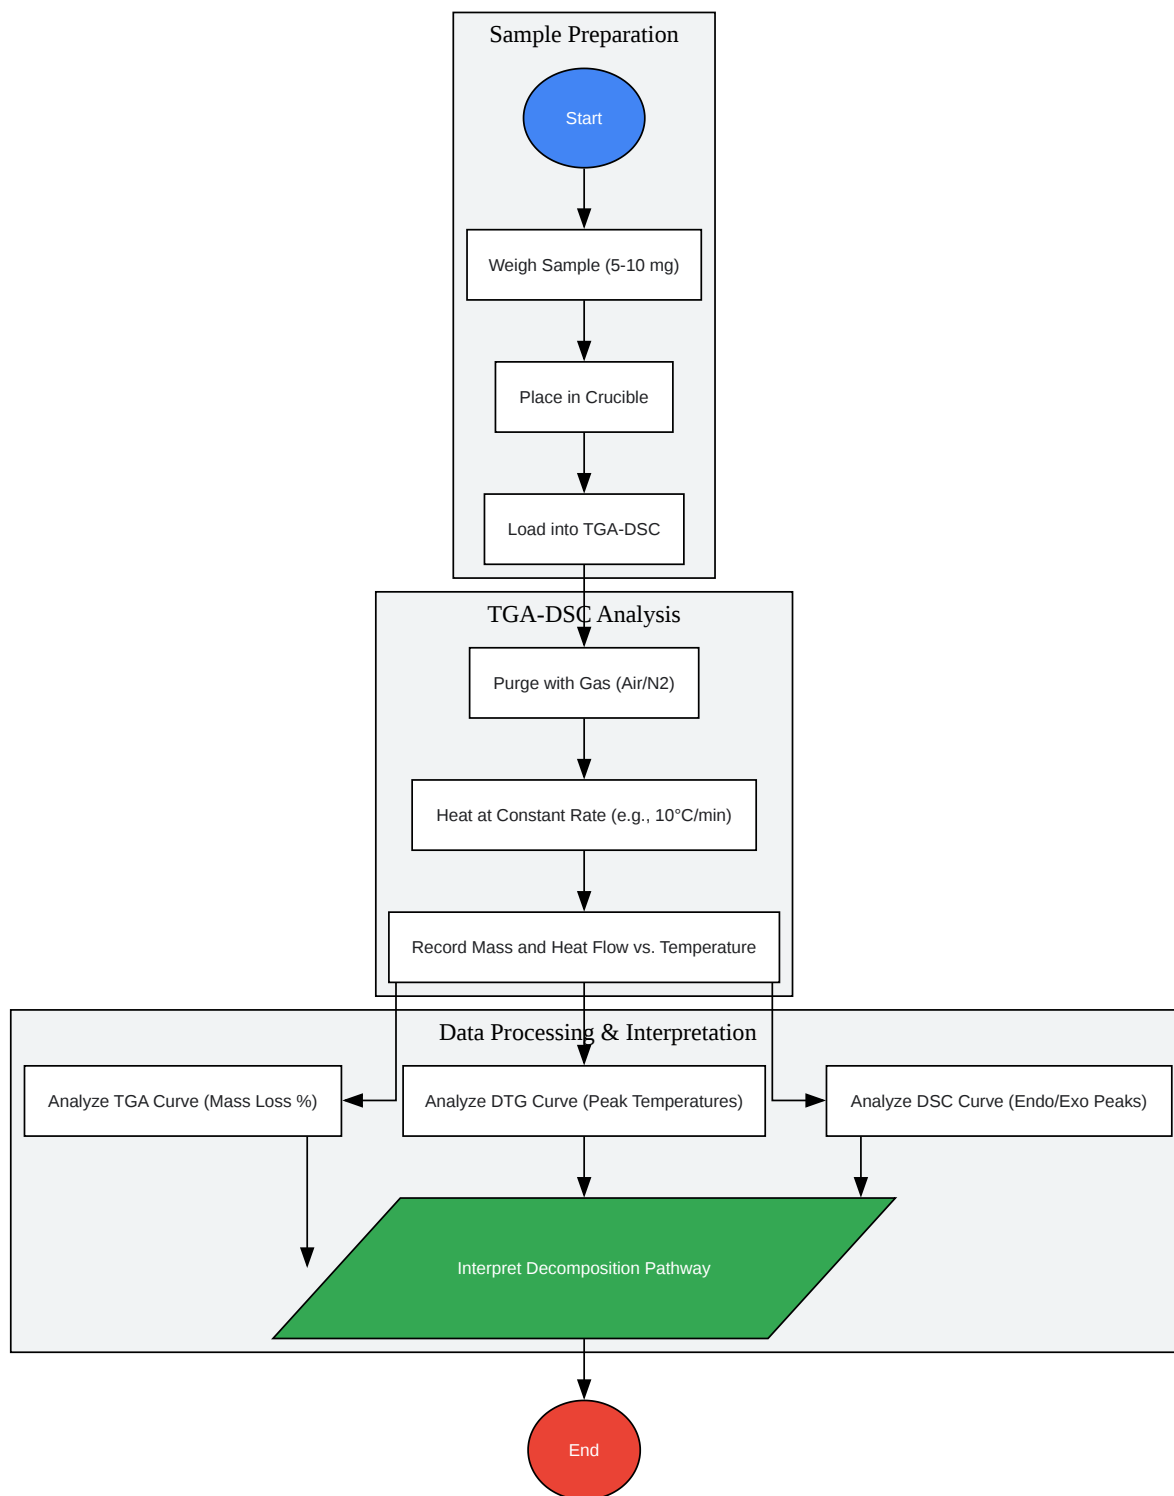 Sample Preparation
Start
Weigh Sample (5-10 mg)
Place in Crucible
Load into TGA-DSC
TGA-DSC Analysis
Purge with Gas (Air/N2)
Heat at Constant Rate (e.g., 10°C/min)
Record Mass and Heat Flow vs. Temperature
Data Processing & Interpretation
Analyze TGA Curve (Mass Loss %)
Analyze DTG Curve (Peak Temperatures)
Analyze DSC Curve (Endo/Exo Peaks)
Interpret Decomposition Pathway
End